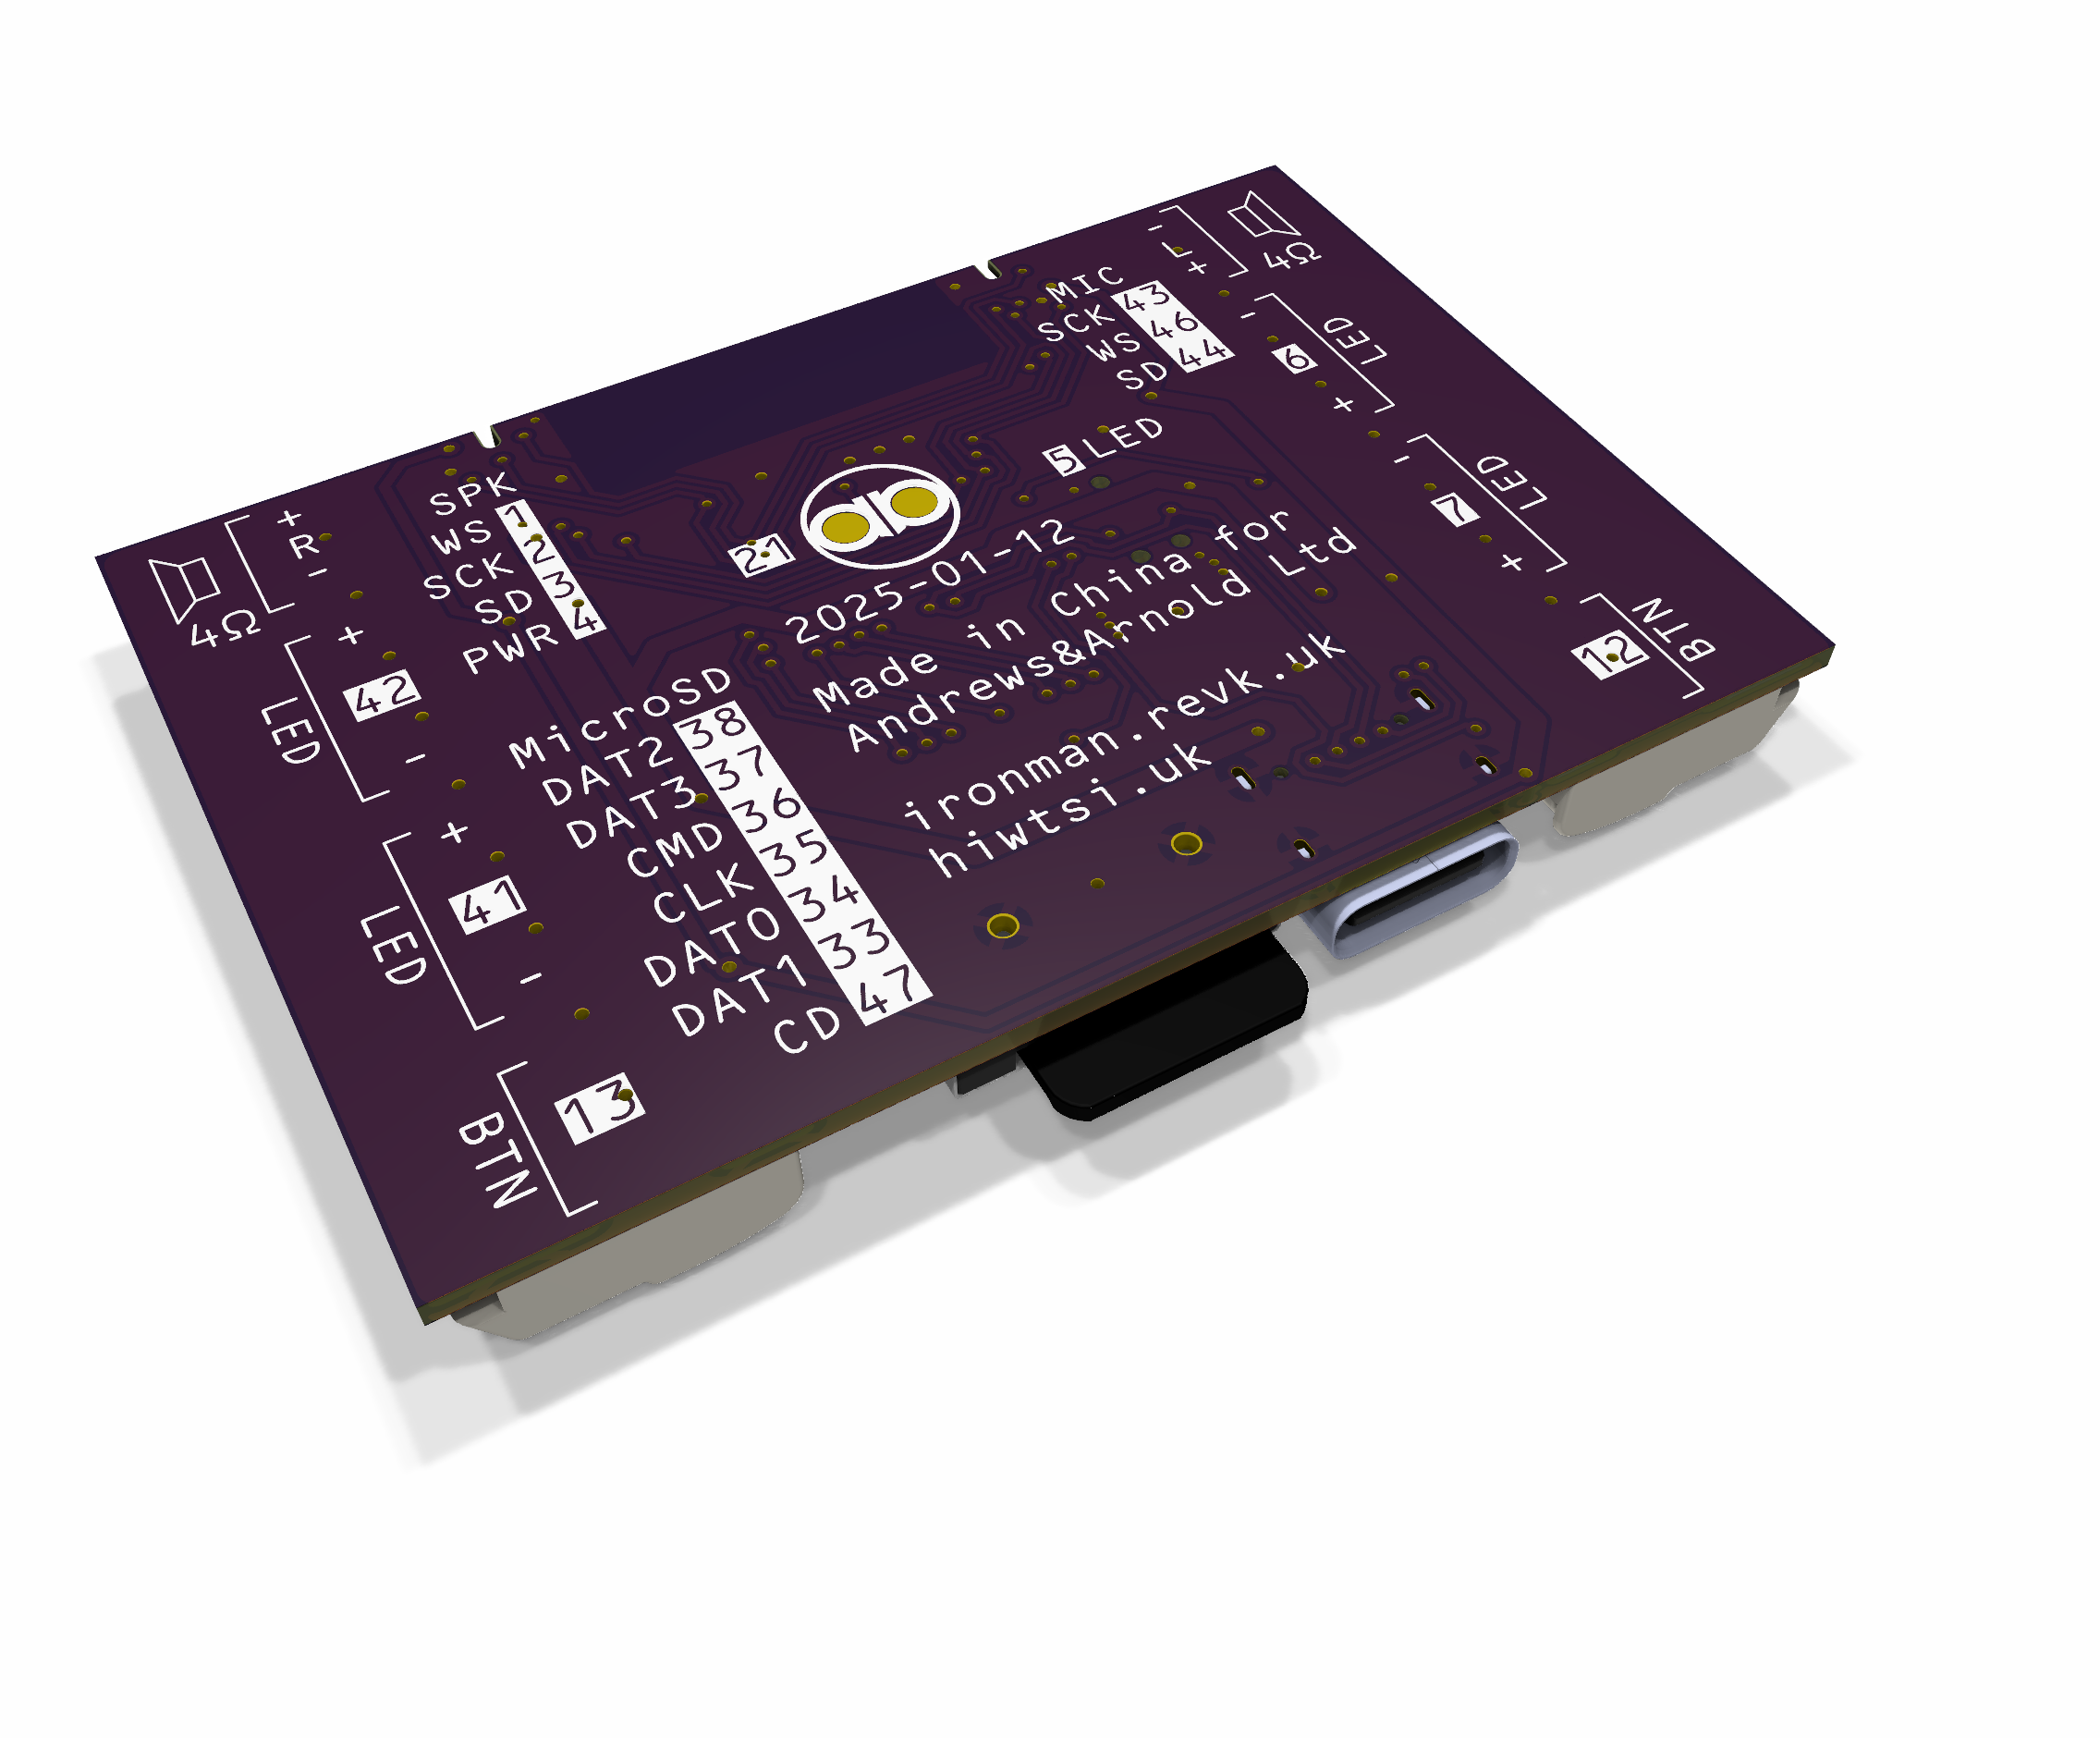 +
R
-
4Ω
SPK
WS 1
SCK 2
SD 3
PWR 4
+
42
-
LED
+
41
-
LED
13
BTN
MicroSD
DAT2 38
DAT3 37
CMD 36
CLK 35
DAT0 34
DAT1 33
CD 47
21
2025-01-12
Made in China for
Andrews&Arnold Ltd
ironman.revk.uk
hiwtsi.uk
5 LED
MIC
SCK 43
WS 46
SD 44
-
L
+
4Ω
-
6
+
LED
-
7
+
LED
12
BTN